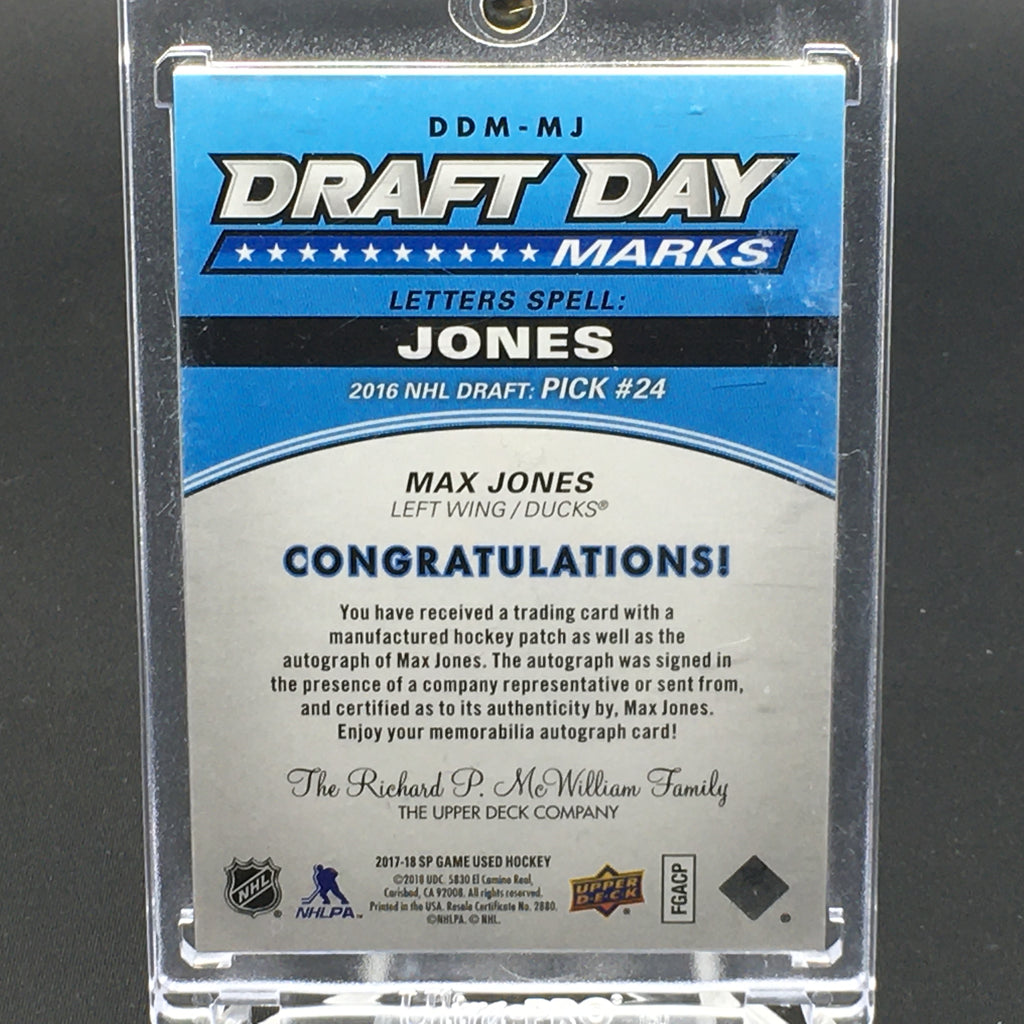 DDM-MJ
DRAFT DAY
MARKS
LETTERS SPELL:
JONES
2016 NHL DRAFT: PICK #24
MAX JONES
LEFT WING / DUCKS®
CONGRATULATIONS!
You have received a trading card with a
manufactured hockey patch as well as the
autograph of Max Jones. The autograph was signed in
the presence of a company representative or sent from,
and certified as to its authenticity by, Max Jones.
Enjoy your memorabilia autograph card!
The Richard P. McWilliam Family
THE UPPER DECK COMPANY
2017-18 SP GAME USED HOCKEY
©2018 UDC. 5830 El Camino Real,
Carlsbad, CA 92008. All rights reserved.
Printed in the USA. Resale Certificate No. 2880.
©NHLPA. © NHL.
NHL
NHLPA™
UPPER
DECK
FGACP